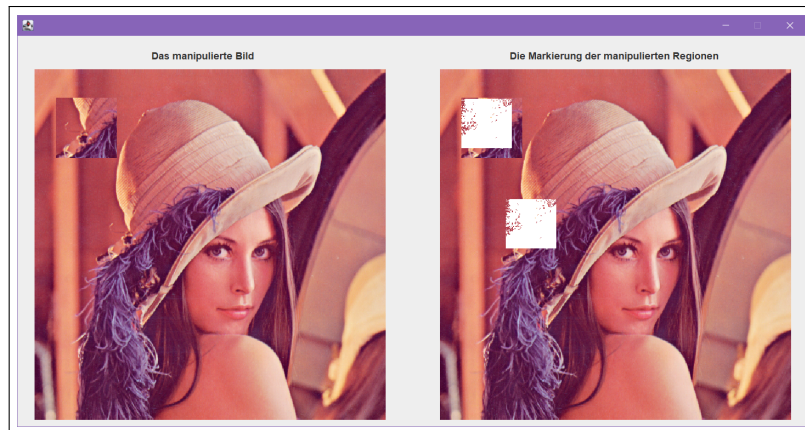 Das manipulierte Bild
Die Markierung der manipulierten Regionen